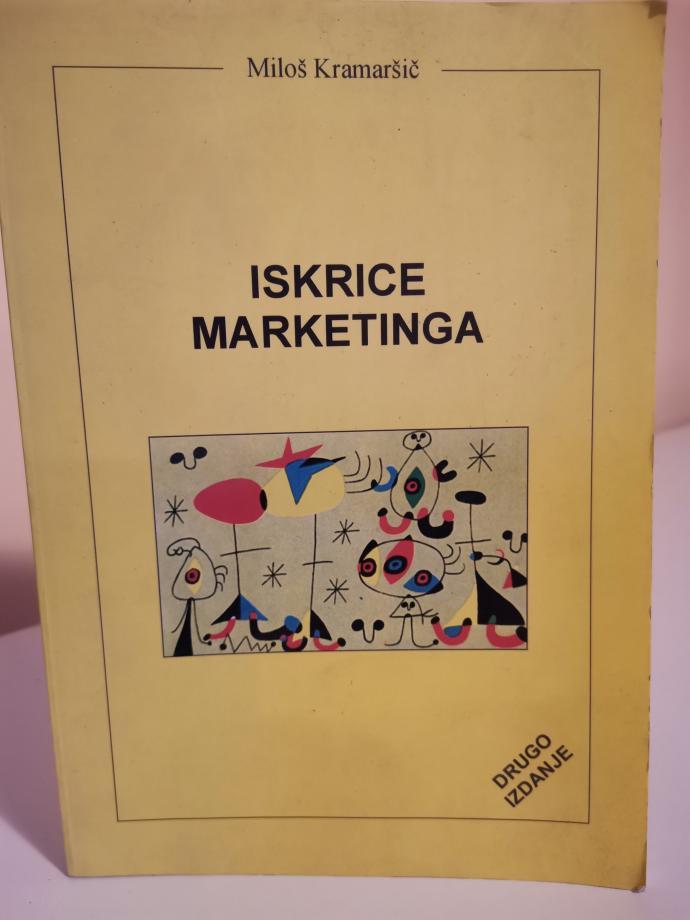 Miloš Kramaršič
ISKRICE
MARKETINGA
DRUGO
IZDANJE